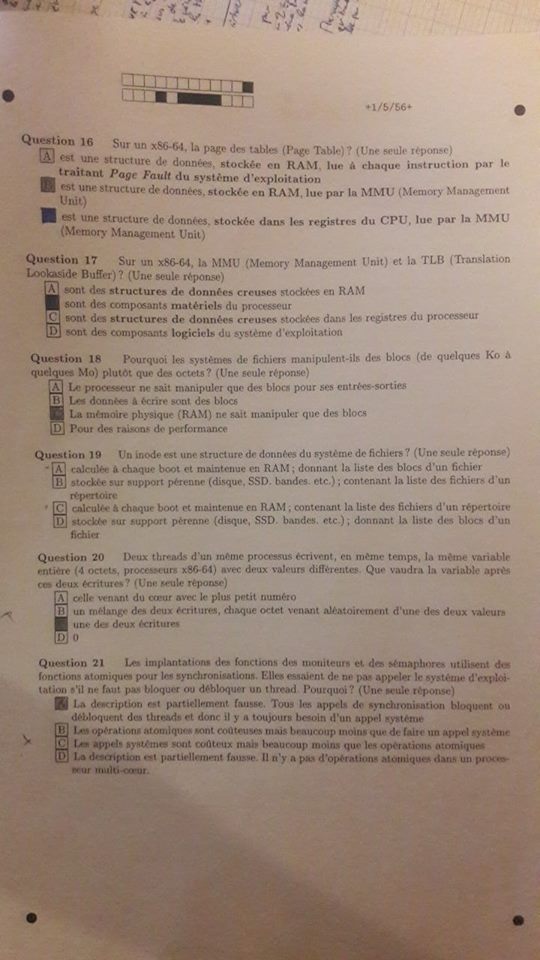 +1/5/56+
Question 16 Sur un x86-64, la page des tables (Page Table) ? (Une seule réponse)
A est une structure de données, stockée en RAM, lue à chaque instruction par le
traitant Page Fault du système d'exploitation
est une structure de données, stockée en RAM, lue par la MMU (Memory Management
Unit)
est une structure de données, stockée dans les registres du CPU, lue par la MMU
(Memory Management Unit)
Question 17 Sur un x86-64, la MMU (Memory Management Unit) et la TLB (Translation
Lookaside Buffer) ? (Une seule réponse)
A sont des structures de données creuses stockées en RAM
sont des composants matériels du processeur
C sont des structures de données creuses stockées dans les registres du processeur
D sont des composants logiciels du système d'exploitation
Question 18 Pourquoi les systèmes de fichiers manipulent-ils des blocs (de quelques Ko à
quelques Mo) plutôt que des octets ? (Une seule réponse)
A Le processeur ne sait manipuler que des blocs pour ses entrées-sorties
B Les données à écrire sont des blocs
La mémoire physique (RAM) ne sait manipuler que des blocs
D Pour des raisons de performance
Question 19 Un inode est une structure de données du système de fichiers ? (Une seule réponse)
A calculée à chaque boot et maintenue en RAM ; donnant la liste des blocs d'un fichier
B stockée sur support pérenne (disque, SSD. bandes. etc.) ; contenant la liste des fichiers d'un
répertoire
C calculée à chaque boot et maintenue en RAM ; contenant la liste des fichiers d'un répertoire
D stockée sur support pérenne (disque, SSD. bandes. etc.) ; donnant la liste des blocs d'un
fichier
Question 20 Deux threads d'un même processus écrivent, en même temps, la même variable
entière (4 octets, processeurs x86-64) avec deux valeurs différentes. Que vaudra la variable après
ces deux écritures ? (Une seule réponse)
A celle venant du cœur avec le plus petit numéro
B un mélange des deux écritures, chaque octet venant aléatoirement d'une des deux valeurs
une des deux écritures
D 0
Question 21 Les implantations des fonctions des moniteurs et des sémaphores utilisent des
fonctions atomiques pour les synchronisations. Elles essaient de ne pas appeler le système d'exploi-
tation s'il ne faut pas bloquer ou débloquer un thread. Pourquoi ? (Une seule réponse)
A La description est partiellement fausse. Tous les appels de synchronisation bloquent ou
débloquent des threads et donc il y a toujours besoin d'un appel système
B Les opérations atomiques sont coûteuses mais beaucoup moins que de faire un appel système
C Les appels systèmes sont coûteux mais beaucoup moins que les opérations atomiques
D La description est partiellement fausse. Il n'y a pas d'opérations atomiques dans un proces-
seur multi-cœur.